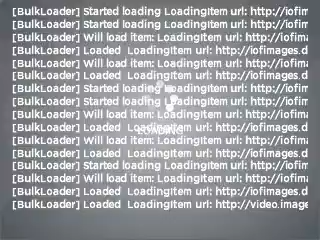 [BulkLoader] Started loading LoadingItem url: http://iofim
[BulkLoader] Started loading LoadingItem url: http://iofim
[BulkLoader] Will load item: LoadingItem url: http://iofima
[BulkLoader] Loaded LoadingItem url: http://iofimages.d
[BulkLoader] Will load item: LoadingItem url: http://iofima
[BulkLoader] Loaded LoadingItem url: http://iofimages.d
[BulkLoader] Started loading LoadingItem url: http://iofim
[BulkLoader] Started loading LoadingItem url: http://iofim
[BulkLoader] Will load item: LoadingItem url: http://iofima
[BulkLoader] Loaded LoadingItem url: http://iofimages.d
LOADING
[BulkLoader] Will load item: LoadingItem url: http://iofima
[BulkLoader] Loaded LoadingItem url: http://iofimages.d
[BulkLoader] Started loading LoadingItem url: http://iofim
[BulkLoader] Will load item: LoadingItem url: http://iofima
[BulkLoader] Loaded LoadingItem url: http://iofimages.d
[BulkLoader] Loaded LoadingItem url: http://video.image